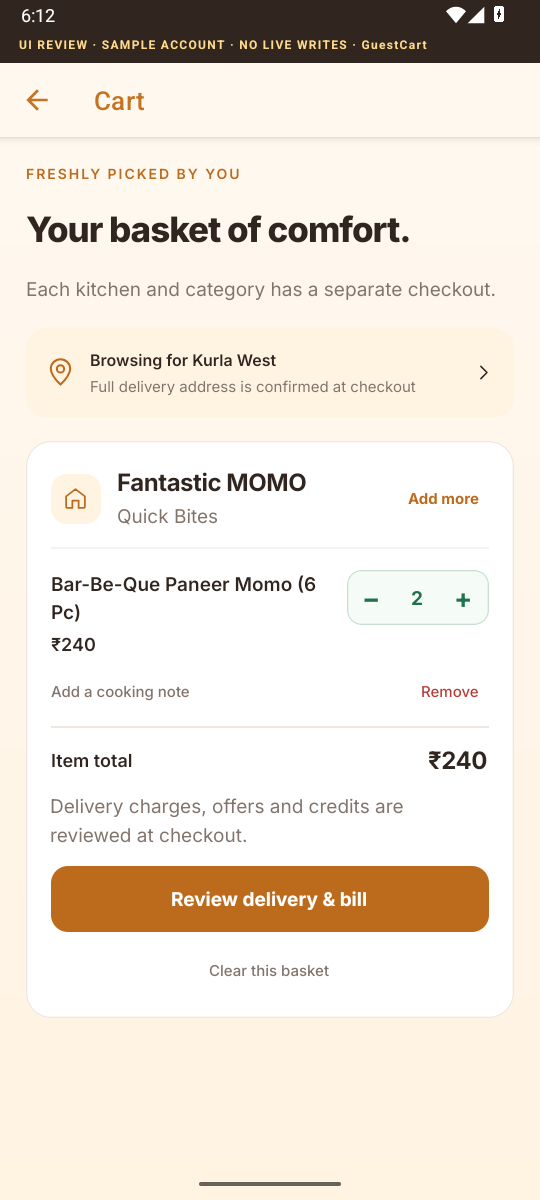 6:12
UI REVIEW · SAMPLE ACCOUNT · NO LIVE WRITES · GuestCart
Cart
FRESHLY PICKED BY YOU
Your basket of comfort.
Each kitchen and category has a separate checkout.
Browsing for Kurla West
Full delivery address is confirmed at checkout
Fantastic MOMO
Quick Bites
Add more
Bar-Be-Que Paneer Momo (6
Pc)
− 2 +
₹240
Add a cooking note
Remove
Item total
₹240
Delivery charges, offers and credits are
reviewed at checkout.
Review delivery & bill
Clear this basket